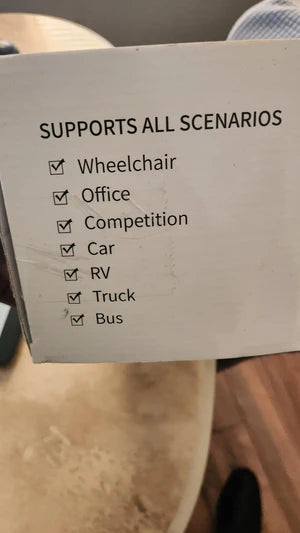 SUPPORTS ALL SCENARIOS
☑ Wheelchair
☑ Office
☑ Competition
☑ Car
☑ RV
☑ Truck
☑ Bus